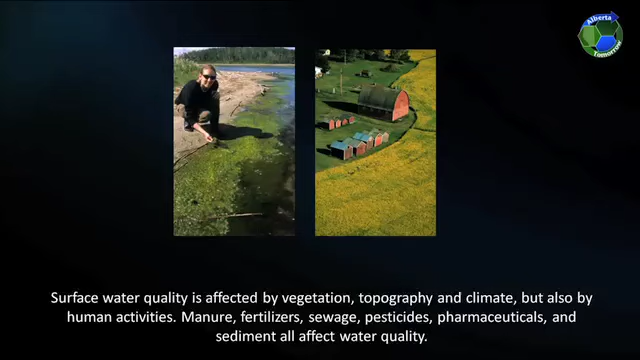 Alberta
Tomorrow
Surface water quality is affected by vegetation, topography and climate, but also by
human activities. Manure, fertilizers, sewage, pesticides, pharmaceuticals, and
sediment all affect water quality.